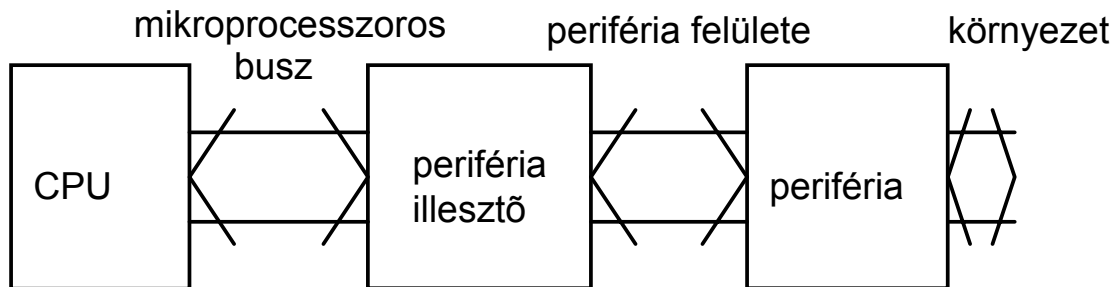 mikroprocesszoros
busz
periféria felülete
környezet
CPU
periféria
illesztõ
periféria